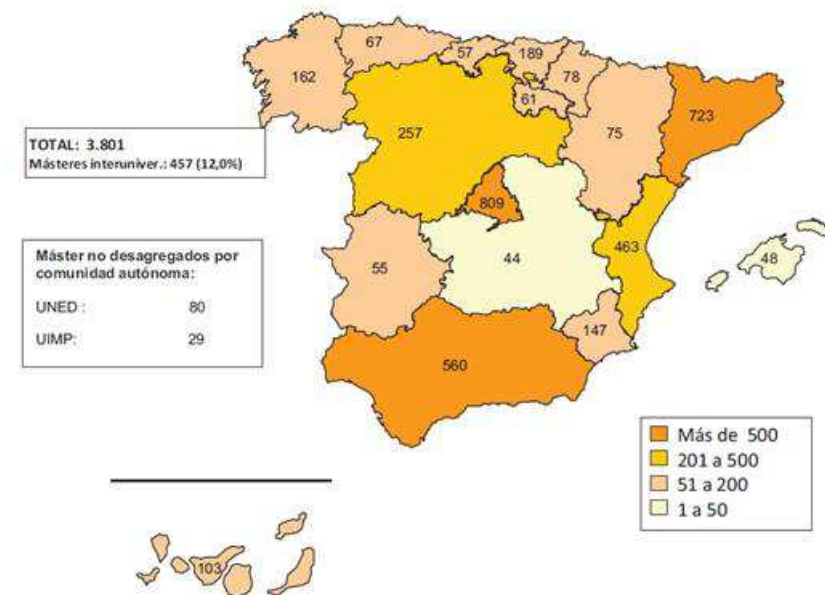 67
57
189
162
78
61
723
257
75
TOTAL: 3.801
Másteres interuniver.: 457 (12,0%)
809
463
Máster no desagregados por
comunidad autónoma:
UNED : 80
UIMP: 29
55
44
48
147
560
Más de 500
201 a 500
51 a 200
1 a 50
103